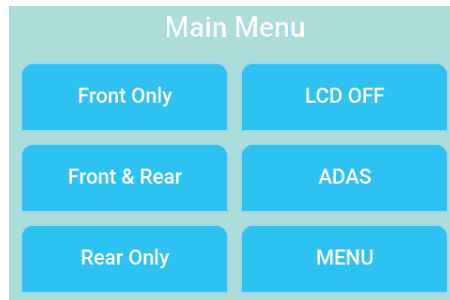 Main Menu
Front Only
LCD OFF
Front & Rear
ADAS
Rear Only
MENU